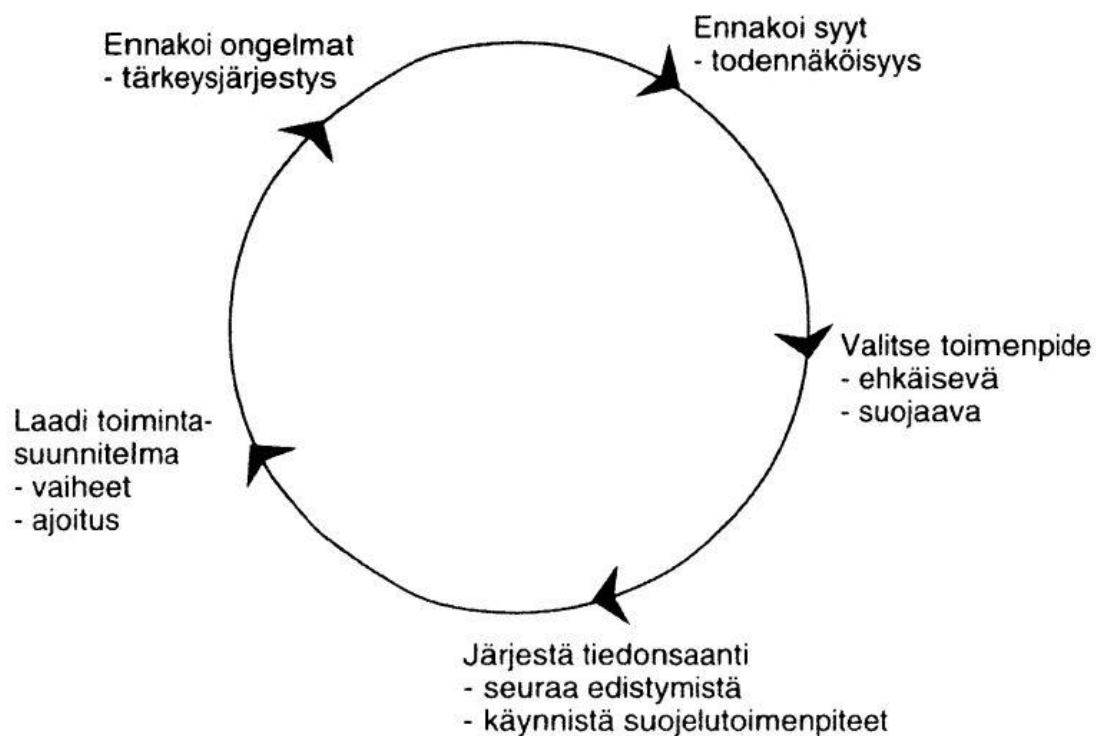 Ennakoi ongelmat
- tärkeysjärjestys
Ennakoi syyt
- todennäköisyys
Valitse toimenpide
- ehkäisevä
- suojaava
Järjestä tiedonsaanti
- seuraa edistymistä
- käynnistä suojelutoimenpiteet
Laadi toiminta-
suunnitelma
- vaiheet
- ajoitus